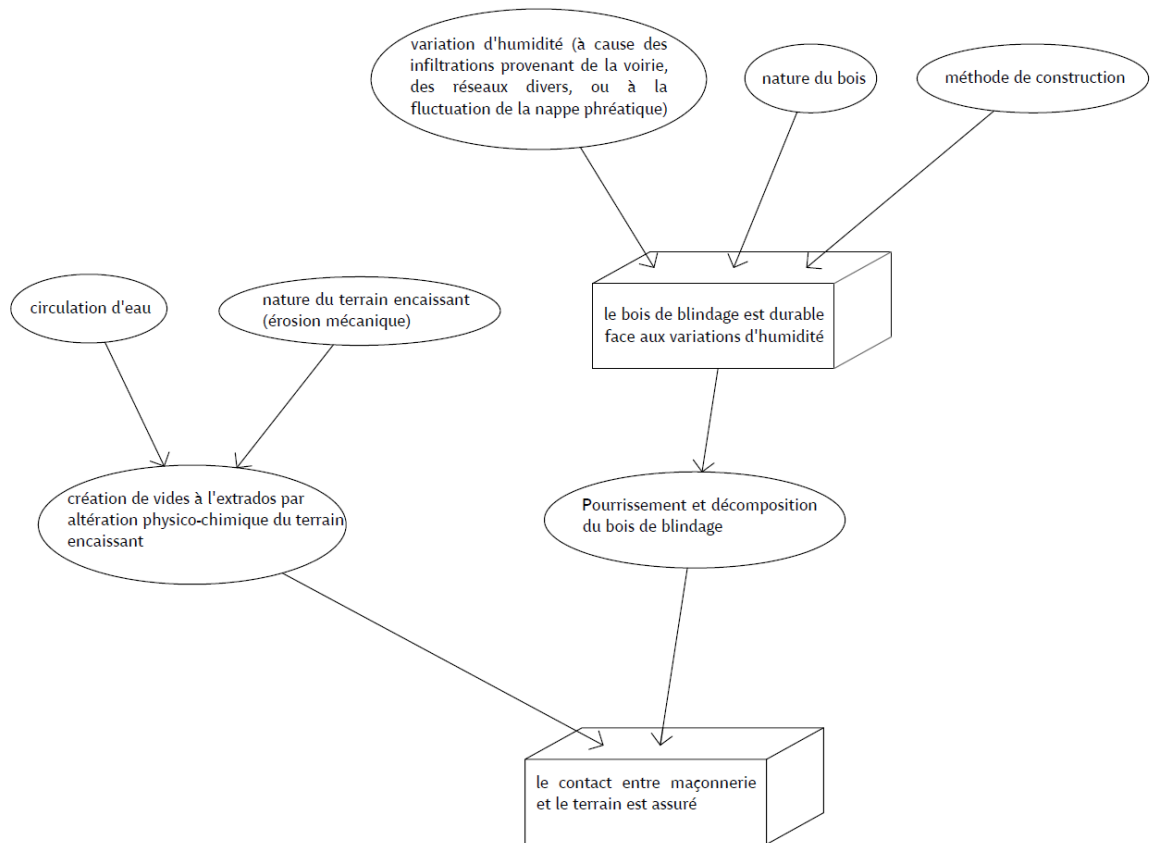 variation d'humidité (à cause des
infiltrations provenant de la voirie,
des réseaux divers, ou à la
fluctuation de la nappe phréatique)
nature du bois
méthode de construction
circulation d'eau
nature du terrain encaissant
(érosion mécanique)
le bois de blindage est durable
face aux variations d'humidité
création de vides à l'extrados par
altération physico-chimique du terrain
encaissant
Pourrissement et décomposition
du bois de blindage
le contact entre maçonnerie
et le terrain est assuré